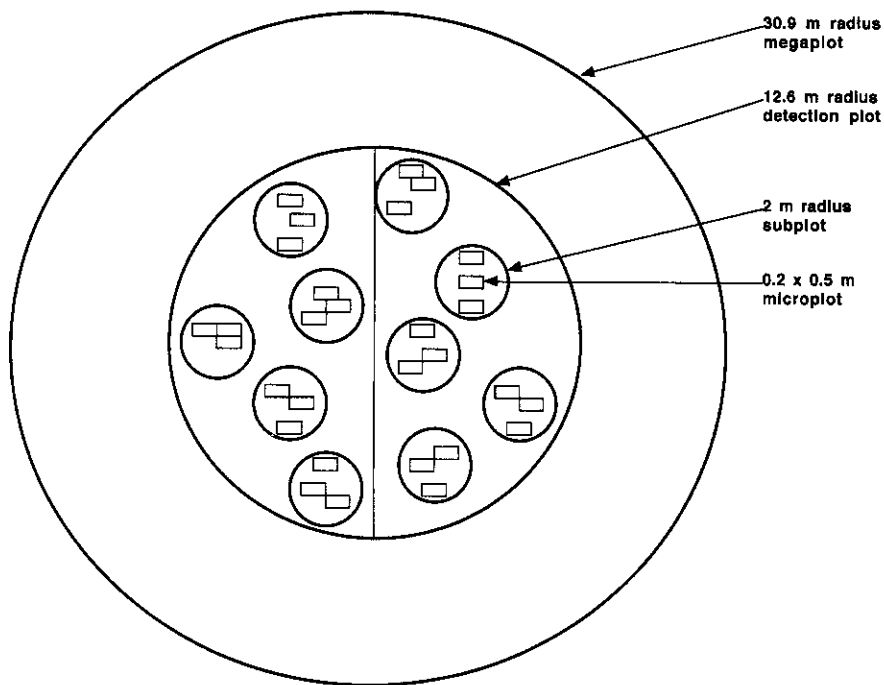 30.9 m radius
megaplot
12.6 m radius
detection plot
2 m radius
subplot
0.2 x 0.5 m
microplot